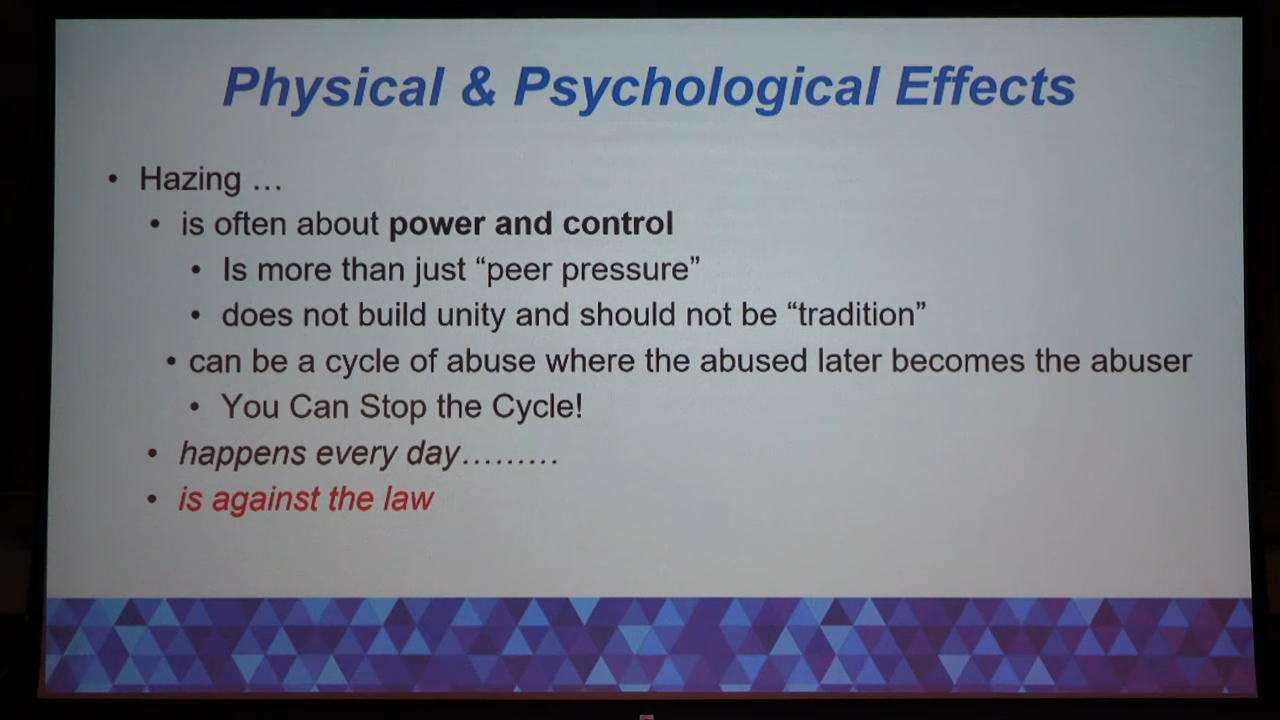 Physical & Psychological Effects
• Hazing …
• is often about power and control
• Is more than just “peer pressure”
• does not build unity and should not be “tradition”
• can be a cycle of abuse where the abused later becomes the abuser
• You Can Stop the Cycle!
• happens every day………
• is against the law